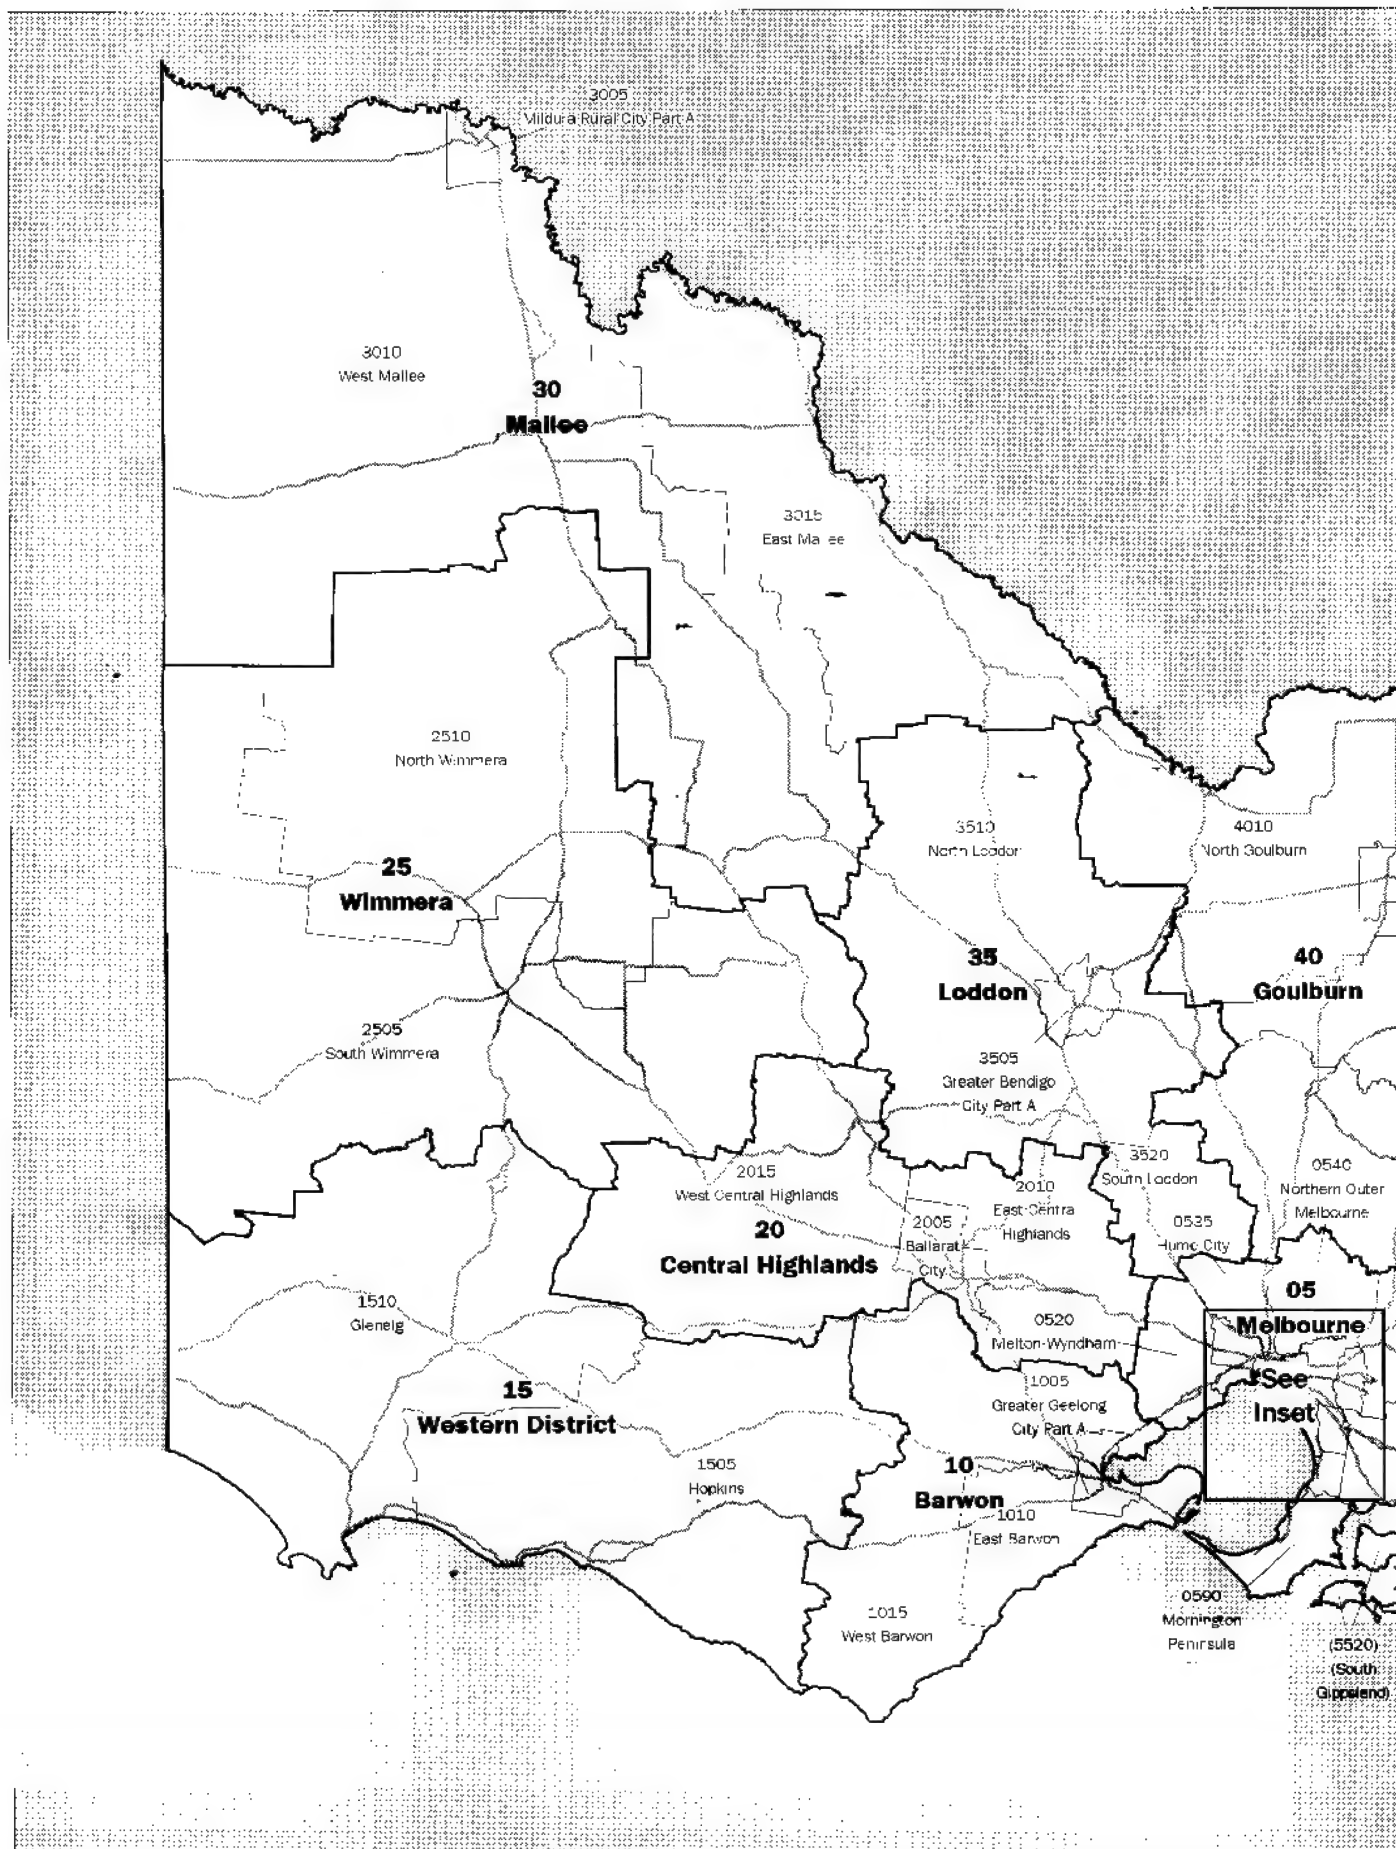 3005
Mildura Rural City Part A
3010
West Mallee
30
Mallee
3015
East Mallee
2510
North Wimmera
3510
North Loddon
4010
North Goulburn
25
Wimmera
35
Loddon
40
Goulburn
2505
South Wimmera
3505
Greater Bendigo
City Part A
2015
West Central Highlands
2010
East Central
Highlands
3520
South Loddon
0540
Northern Outer
Melbourne
20
Central Highlands
2005
Ballarat
City
0535
Hume City
05
Melbourne
1510
Glenelg
0520
Melton-Wyndham
See
Inset
15
Western District
1005
Greater Geelong
City Part A
1505
Hopkins
10
Barwon
1010
East Barwon
1015
West Barwon
0590
Mornington
Peninsula
(5520)
(South
Gippsland)